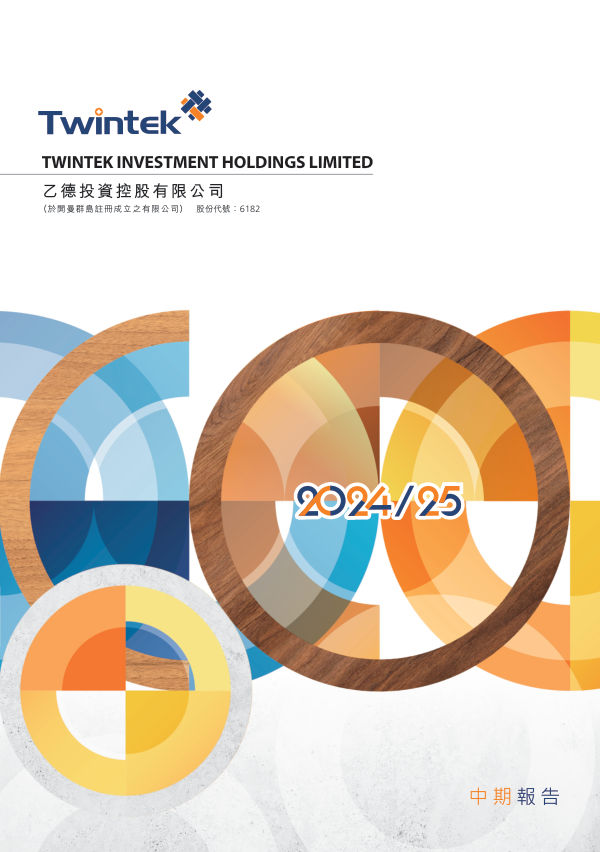 Twintek
TWINTEK INVESTMENT HOLDINGS LIMITED
乙德投資控股有限公司
(於開曼群島註冊成立之有限公司) 股份代號：6182
2024/25
中期報告